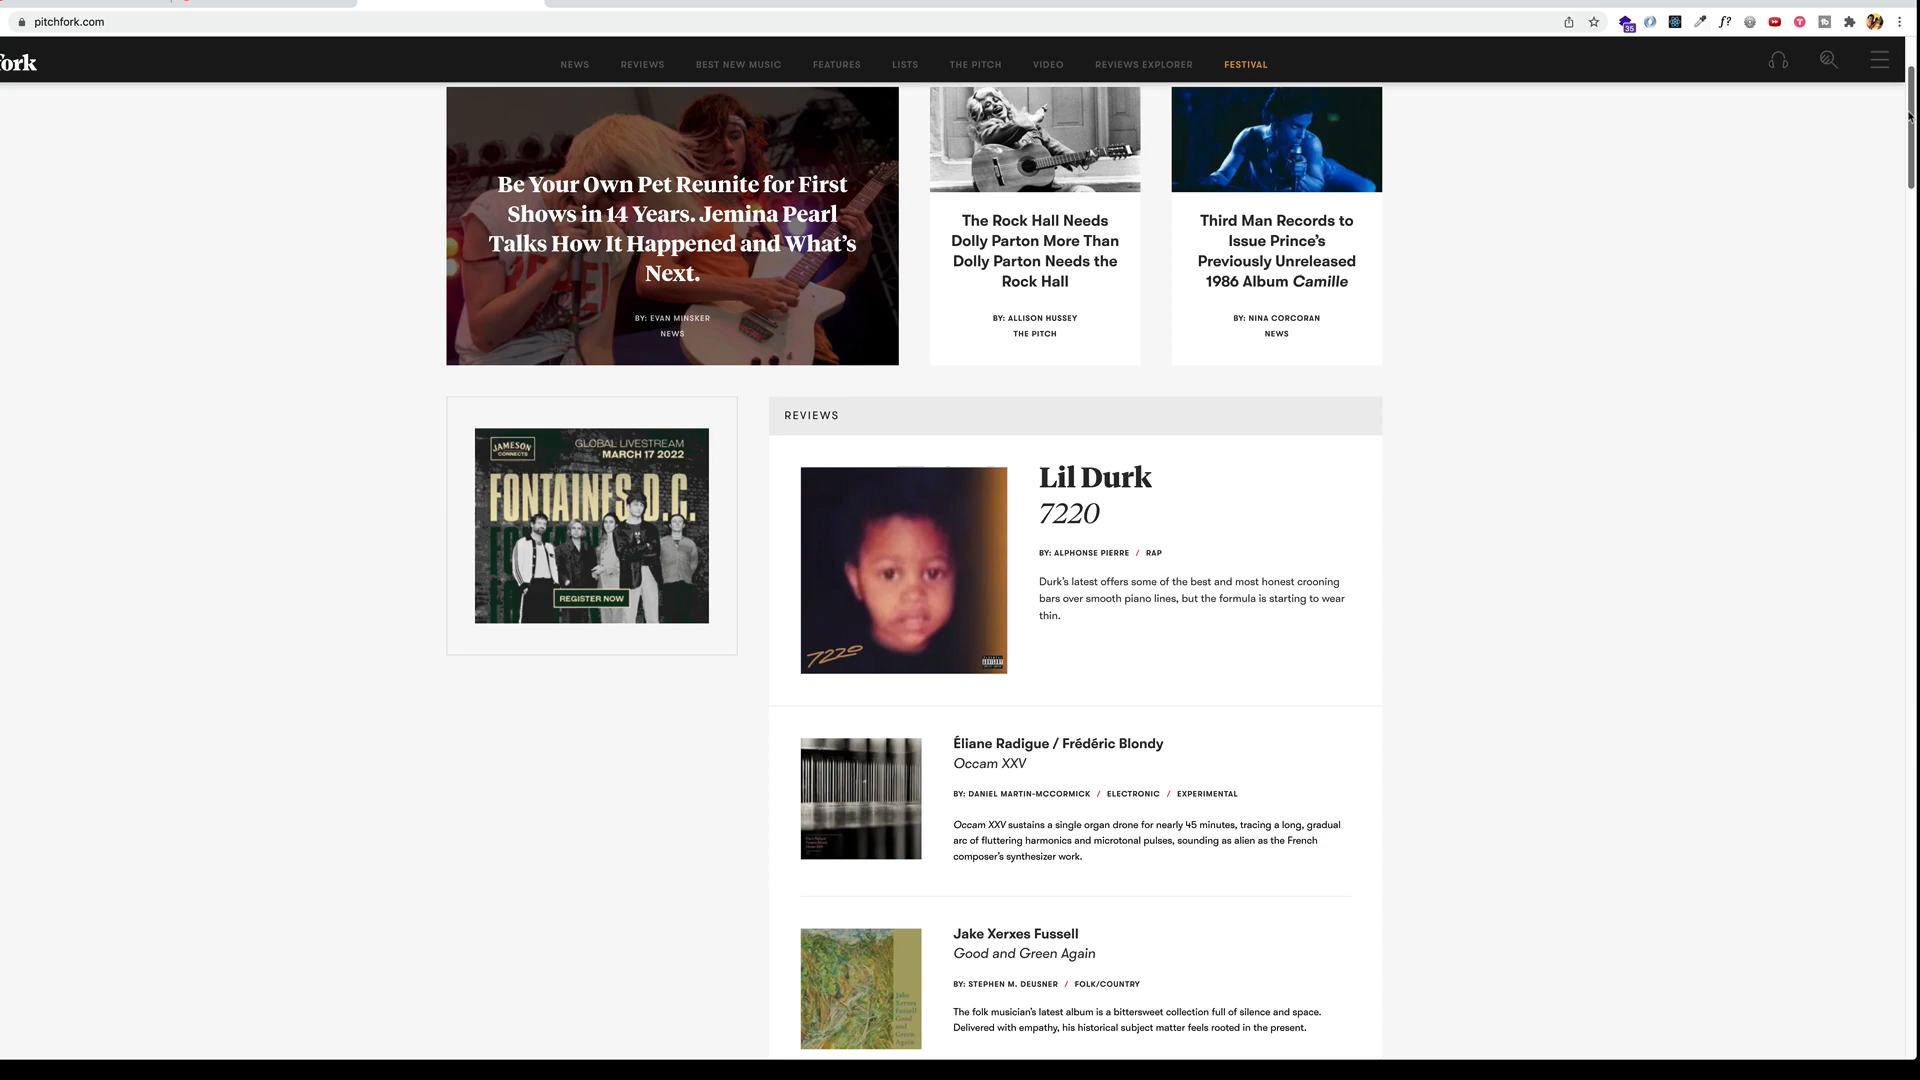 pitchfork.com
35
f?
fork
NEWS REVIEWS BEST NEW MUSIC FEATURES LISTS THE PITCH VIDEO REVIEWS EXPLORER FESTIVAL
Be Your Own Pet Reunite for First
Shows in 14 Years. Jemina Pearl
Talks How It Happened and What's
Next.
BY: EVAN MINSKER
NEWS
The Rock Hall Needs
Dolly Parton More Than
Dolly Parton Needs the
Rock Hall
BY: ALLISON HUSSEY
THE PITCH
Third Man Records to
Issue Prince's
Previously Unreleased
1986 Album Camille
BY: NINA CORCORAN
NEWS
JAMESON
CONNECTS
GLOBAL LIVESTREAM
MARCH 17 2022
FONTAINES D.C.
REGISTER NOW
REVIEWS
7220
Lil Durk
7220
BY: ALPHONSE PIERRE / RAP
Durk's latest offers some of the best and most honest crooning
bars over smooth piano lines, but the formula is starting to wear
thin.
Éliane Radigue / Frédéric Blondy
Occam XXV
BY: DANIEL MARTIN-MCCORMICK / ELECTRONIC / EXPERIMENTAL
Occam XXV sustains a single organ drone for nearly 45 minutes, tracing a long, gradual
arc of fluttering harmonics and microtonal pulses, sounding as alien as the French
composer's synthesizer work.
Jake
Xerxes
Fussell
Good
and
Green
Again
Jake Xerxes Fussell
Good and Green Again
BY: STEPHEN M. DEUSNER / FOLK/COUNTRY
The folk musician's latest album is a bittersweet collection full of silence and space.
Delivered with empathy, his historical subject matter feels rooted in the present.